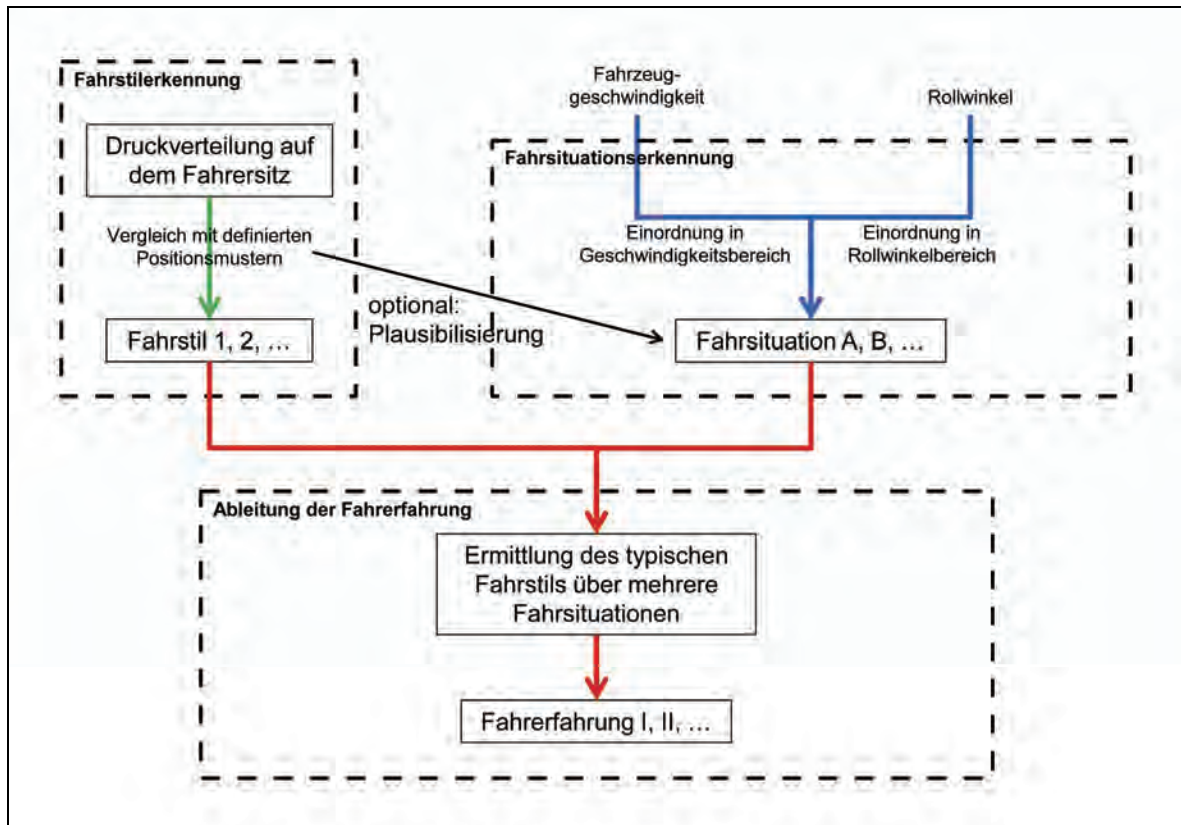 Fahrstilerkennung
Druckverteilung auf
dem Fahrersitz
Vergleich mit definierten
Positionsmustern
Fahrstil 1, 2, …
optional:
Plausibilisierung
Fahrzeug-
geschwindigkeit
Rollwinkel
Fahrsituationserkennung
Einordnung in
Geschwindigkeitsbereich
Einordnung in
Rollwinkelbereich
Fahrsituation A, B, …
Ableitung der Fahrerfahrung
Ermittlung des typischen
Fahrstils über mehrere
Fahrsituationen
Fahrerfahrung I, II, …